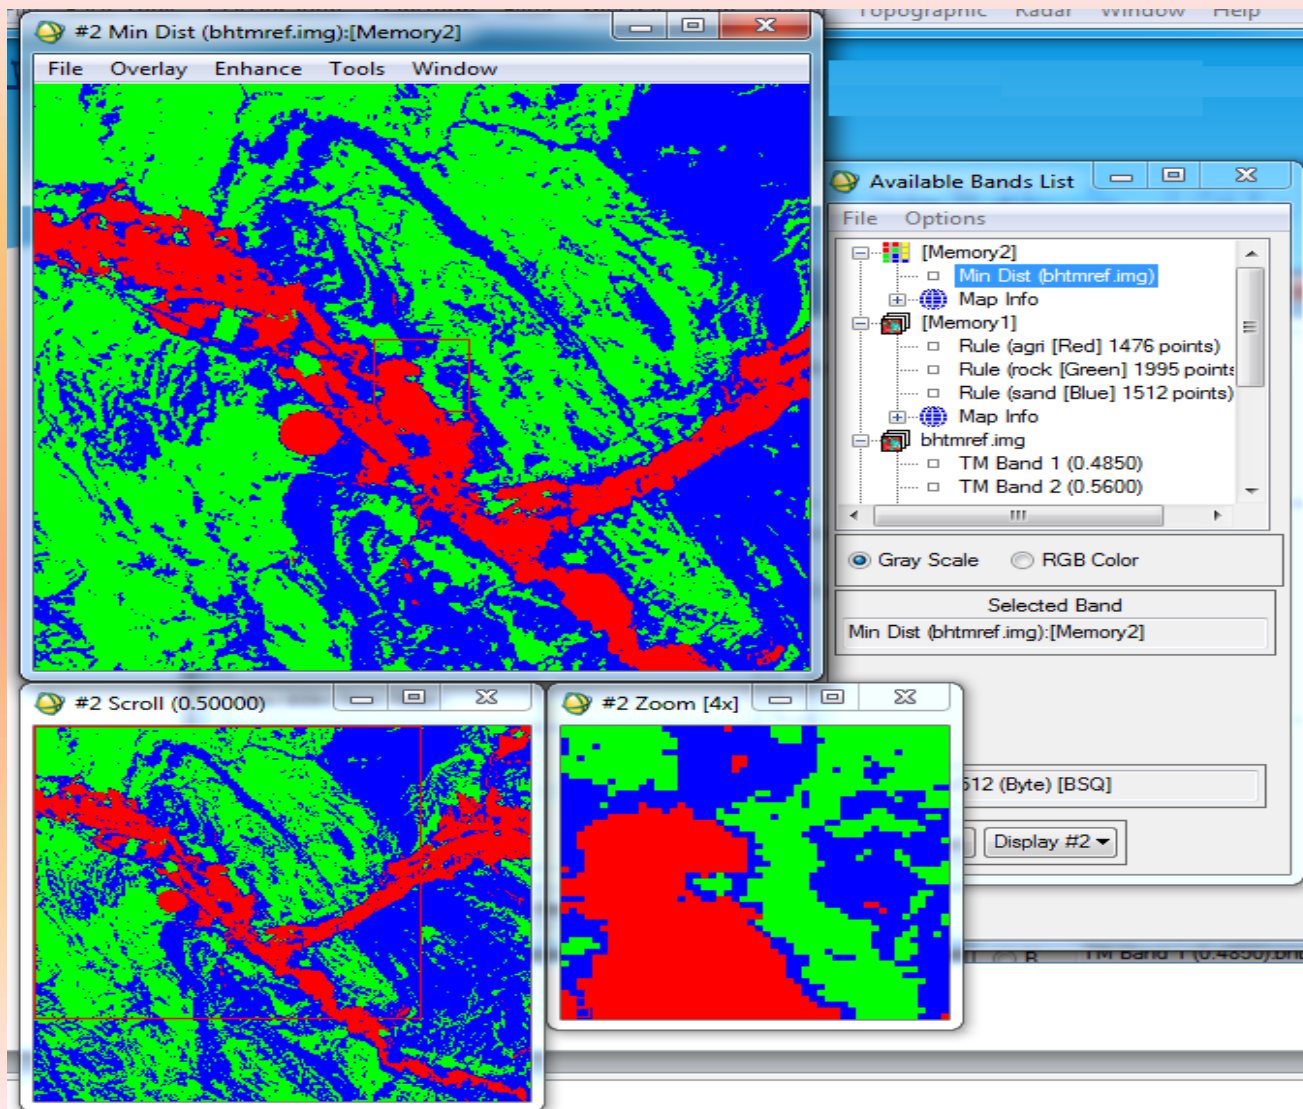 Topographic Radar Window Help
#2 Min Dist (bhtmref.img):[Memory2]
File Overlay Enhance Tools Window
Available Bands List
File Options
[Memory2]
Min Dist (bhtmref.img)
Map Info
[Memory1]
Rule (agri [Red] 1476 points)
Rule (rock [Green] 1995 points
Rule (sand [Blue] 1512 points)
Map Info
bhtmref.img
TM Band 1 (0.4850)
TM Band 2 (0.5600)
Gray Scale RGB Color
Selected Band
Min Dist (bhtmref.img):[Memory2]
512 (Byte) [BSQ]
Display #2
#2 Scroll (0.50000)
#2 Zoom [4x]
TM Band 1 (0.4850):bht